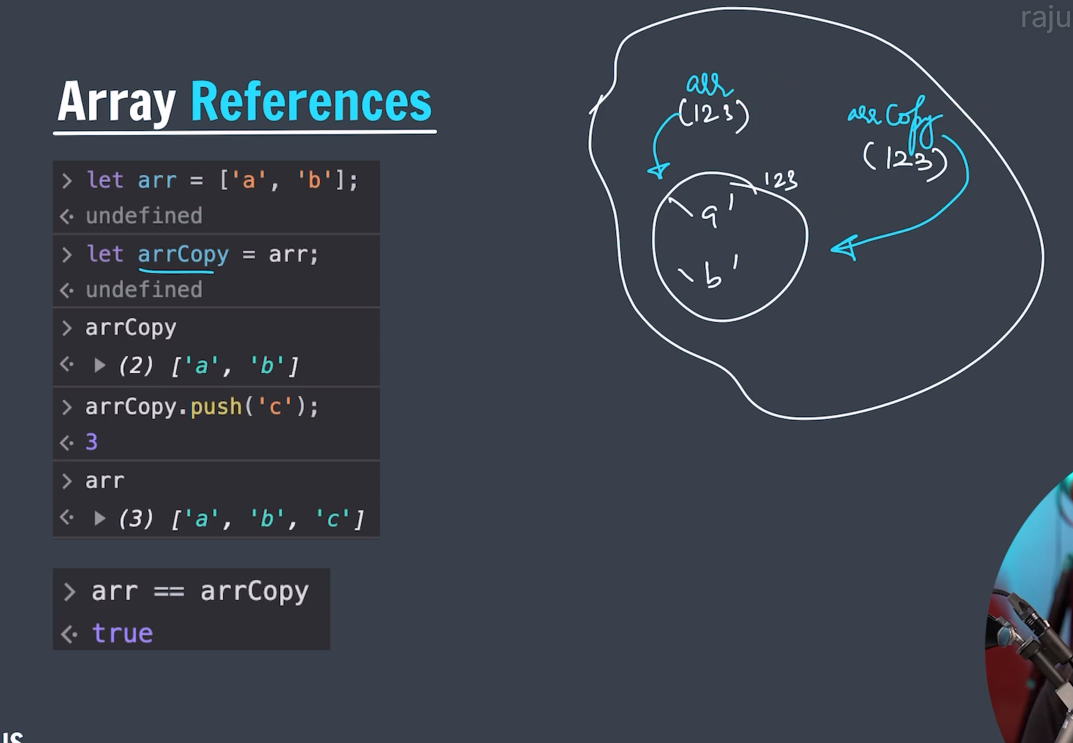 raju
Array References
> let arr = ['a', 'b'];
<· undefined
> let arrCopy = arr;
<· undefined
> arrCopy
<· ▶ (2) ['a', 'b']
> arrCopy.push('c');
<· 3
> arr
<· ▶ (3) ['a', 'b', 'c']
> arr == arrCopy
<· true
arr
(123)
arrCopy
(123)
123
'a'
'b'
us